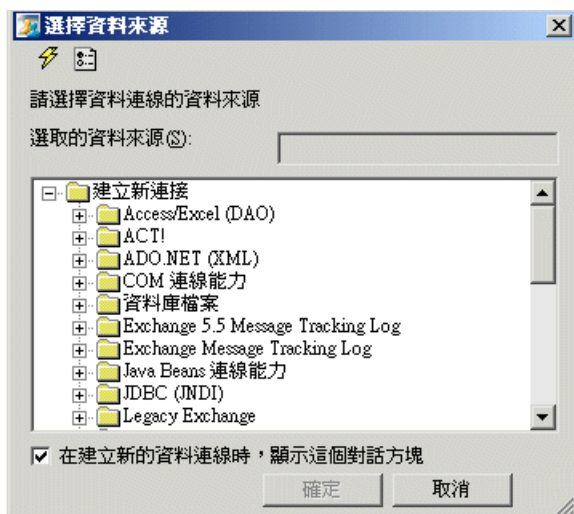 選擇資料來源
請選擇資料連線的資料來源
選取的資料來源(S):
建立新連接
Access/Excel (DAO)
ACT!
ADO.NET (XML)
COM 連線能力
資料庫檔案
Exchange 5.5 Message Tracking Log
Exchange Message Tracking Log
Java Beans 連線能力
JDBC (JNDI)
Legacy Exchange
在建立新的資料連線時，顯示這個對話方塊
確定
取消